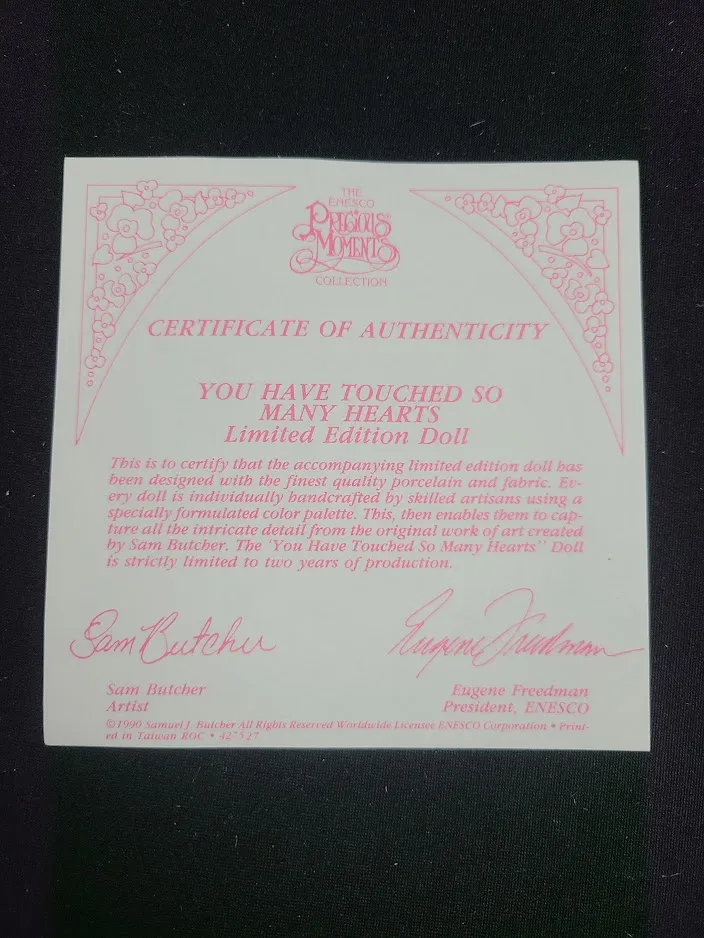 THE
ENESCO
PRECIOUS
MOMENTS
COLLECTION
CERTIFICATE OF AUTHENTICITY
YOU HAVE TOUCHED SO
MANY HEARTS
Limited Edition Doll
This is to certify that the accompanying limited edition doll has
been designed with the finest quality porcelain and fabric. Ev-
ery doll is individually handcrafted by skilled artisans using a
specially formulated color palette. This, then enables them to cap-
ture all the intricate detail from the original work of art created
by Sam Butcher. The 'You Have Touched So Many Hearts'' Doll
is strictly limited to two years of production.
Sam Butcher Eugene Freedman
Sam Butcher Eugene Freedman
Artist President, ENESCO
©1990 Samuel J. Butcher All Rights Reserved Worldwide Licensee ENESCO Corporation • Print-
ed in Taiwan ROC • 427527